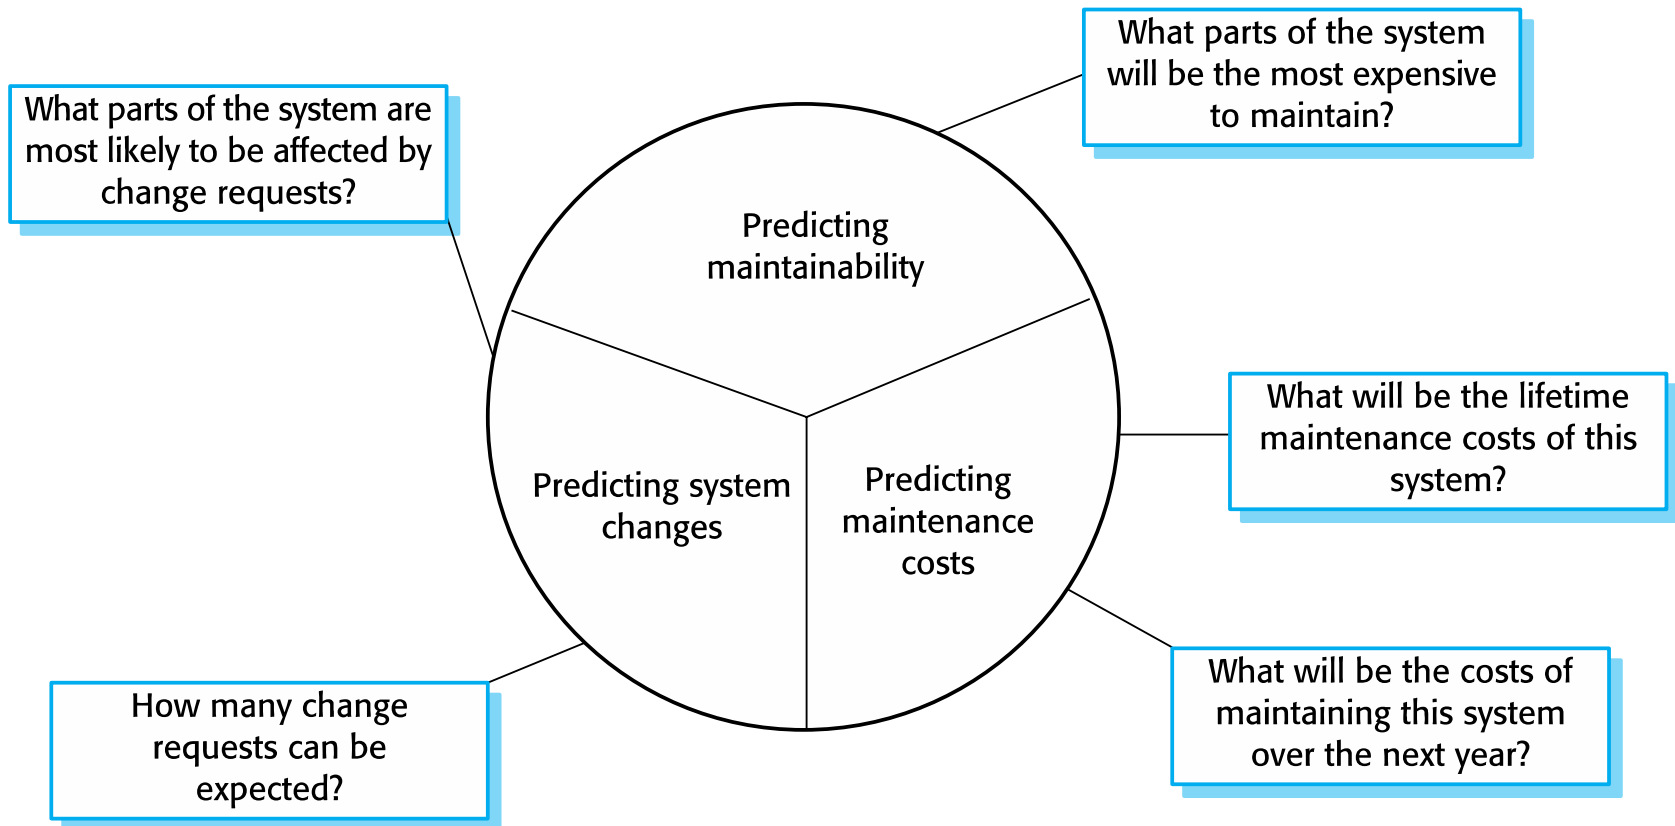 What parts of the system
will be the most expensive
to maintain?
What parts of the system are
most likely to be affected by
change requests?
Predicting
maintainability
What will be the lifetime
maintenance costs of this
system?
Predicting system
changes
Predicting
maintenance
costs
What will be the costs of
maintaining this system
over the next year?
How many change
requests can be
expected?